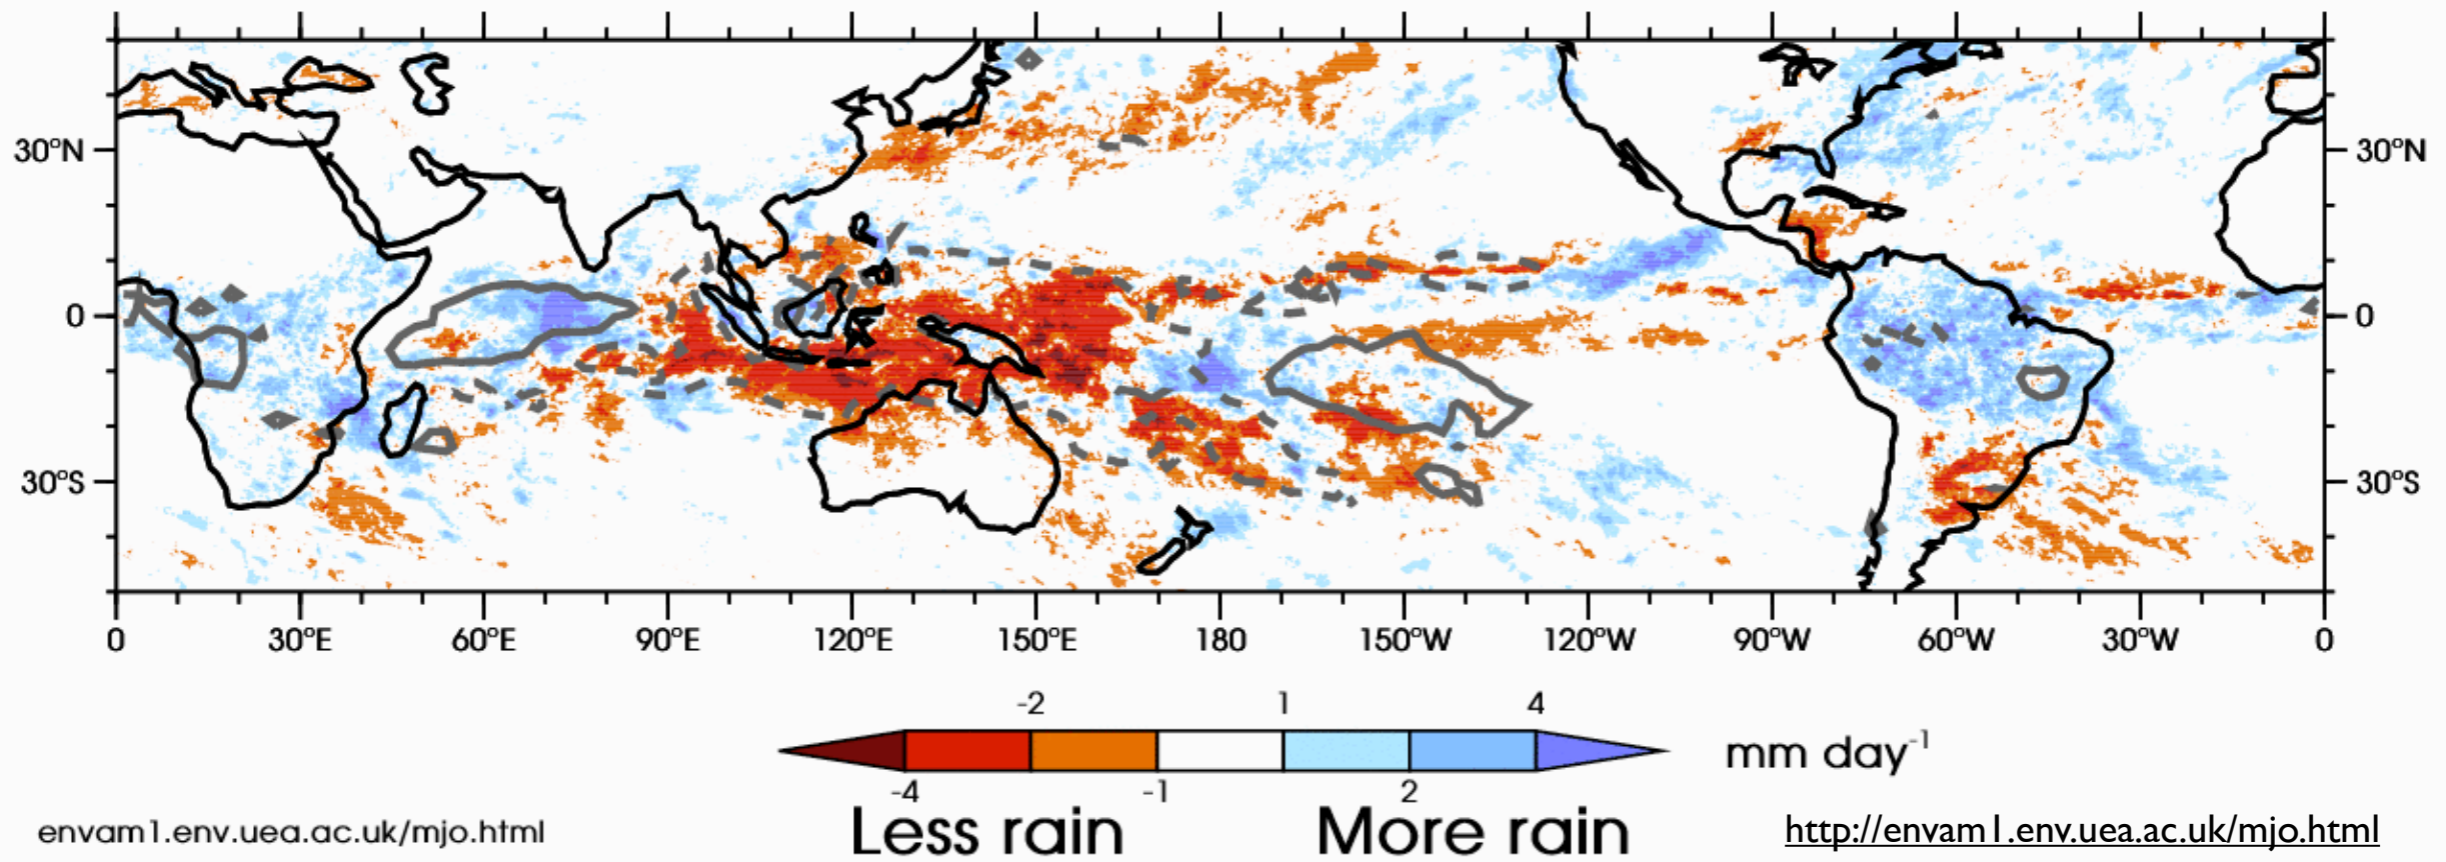 30°N 30°N
0 0
30°S 30°S
0 30°E 60°E 90°E 120°E 150°E 180 150°W 120°W 90°W 60°W 30°W 0
-2 1 4
mm day-1
-4 -1 2
Less rain More rain
envam1.env.uea.ac.uk/mjo.html http://envam1.env.uea.ac.uk/mjo.html